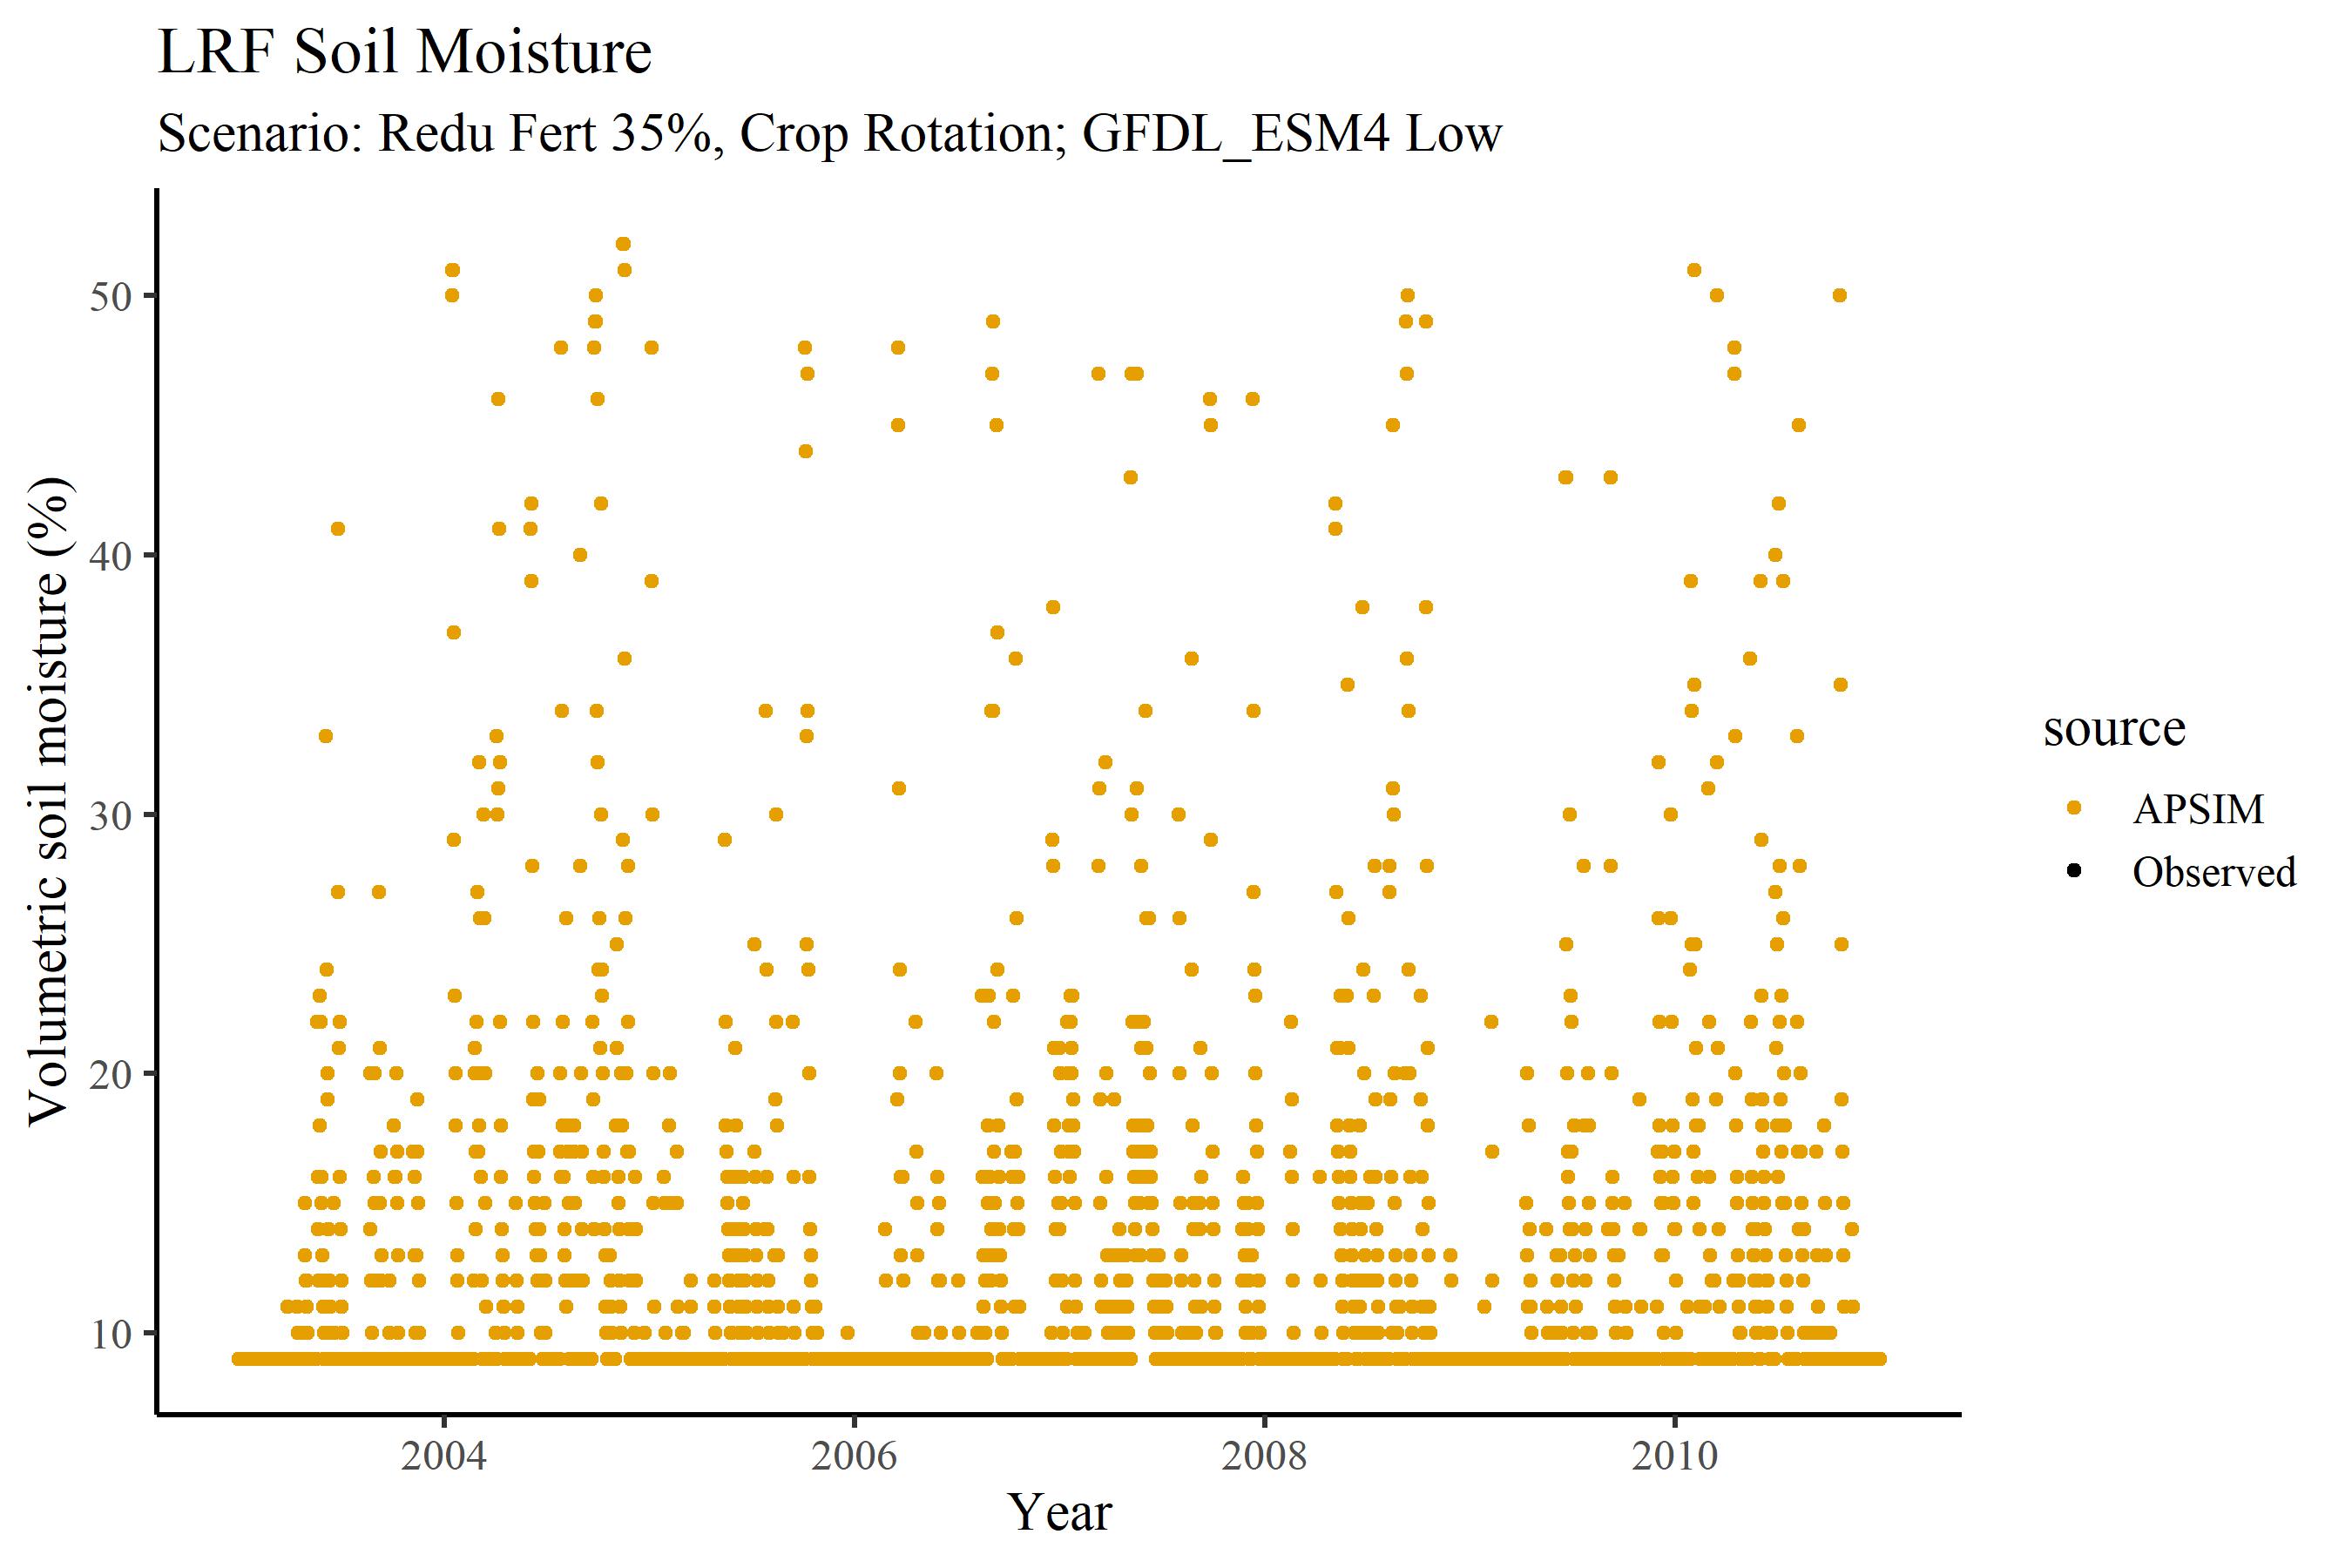 LRF Soil Moisture
Scenario: Redu Fert 35%, Crop Rotation; GFDL_ESM4 Low
Volumetric soil moisture (%)
50
40
30
20
10
2004 2006 2008 2010
Year
source
APSIM
Observed